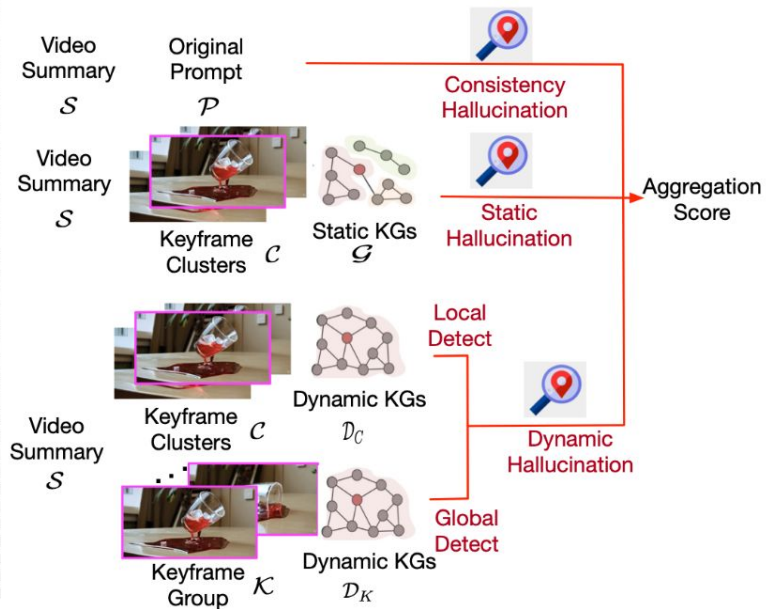 Video
Summary
𝒮
Original
Prompt
𝒫
Consistency
Hallucination
Video
Summary
𝒮
Keyframe
Clusters 𝒞
Static KGs
𝒢
Static
Hallucination
Aggregation
Score
Video
Summary
𝒮
Keyframe
Clusters 𝒞
Dynamic KGs
𝒟_C
Local
Detect
Keyframe
Group 𝒦
Dynamic KGs
𝒟_K
Global
Detect
Dynamic
Hallucination